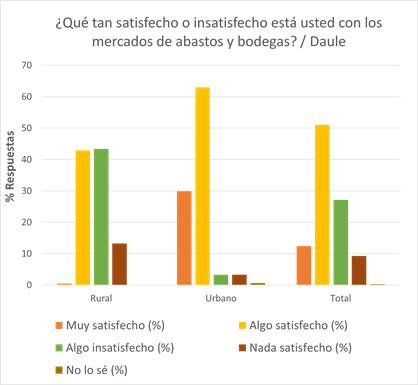 ¿Qué tan satisfecho o insatisfecho está usted con los
mercados de abastos y bodegas? / Daule
% Respuestas
70
60
50
40
30
20
10
0
Rural
Urbano
Total
Muy satisfecho (%)
Algo satisfecho (%)
Algo insatisfecho (%)
Nada satisfecho (%)
No lo sé (%)